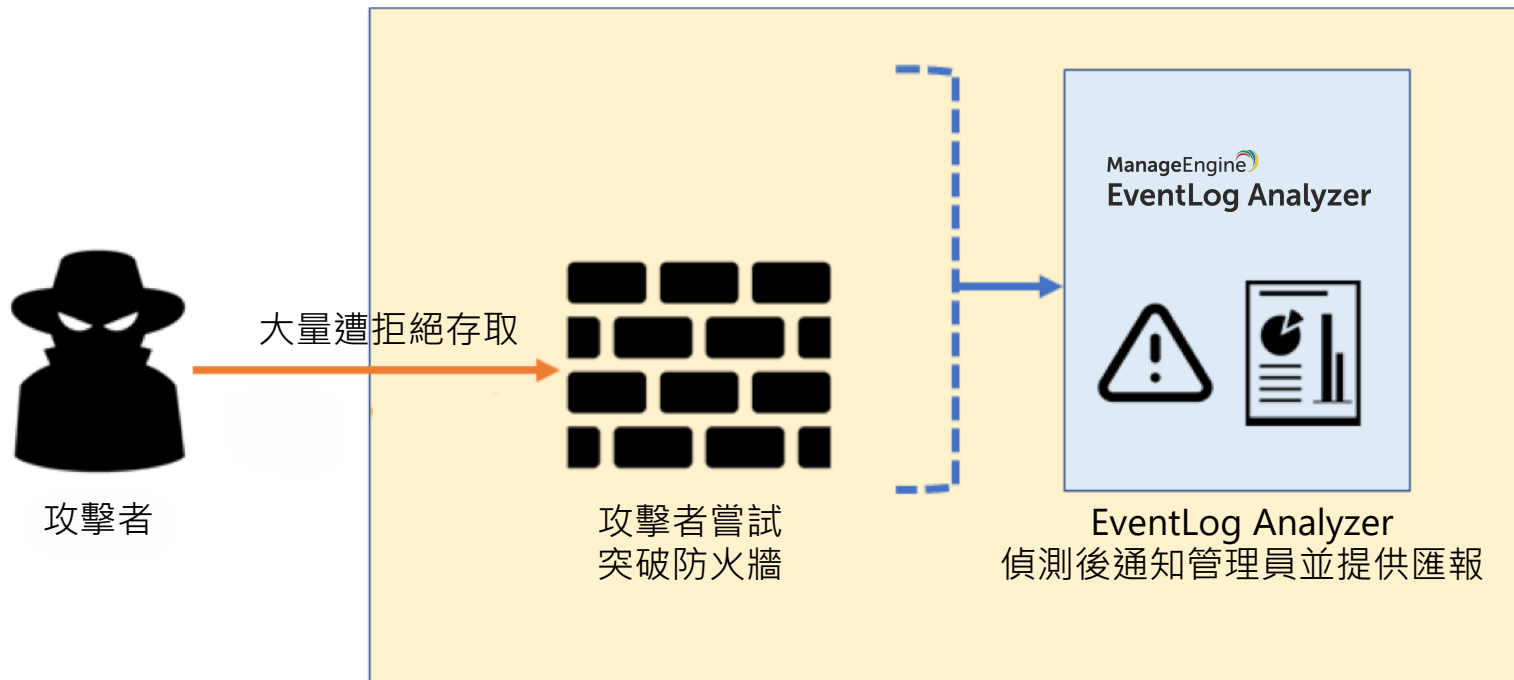 ManageEngine
EventLog Analyzer
大量遭拒絕存取
攻擊者
攻擊者嘗試
突破防火牆
EventLog Analyzer
偵測後通知管理員並提供匯報